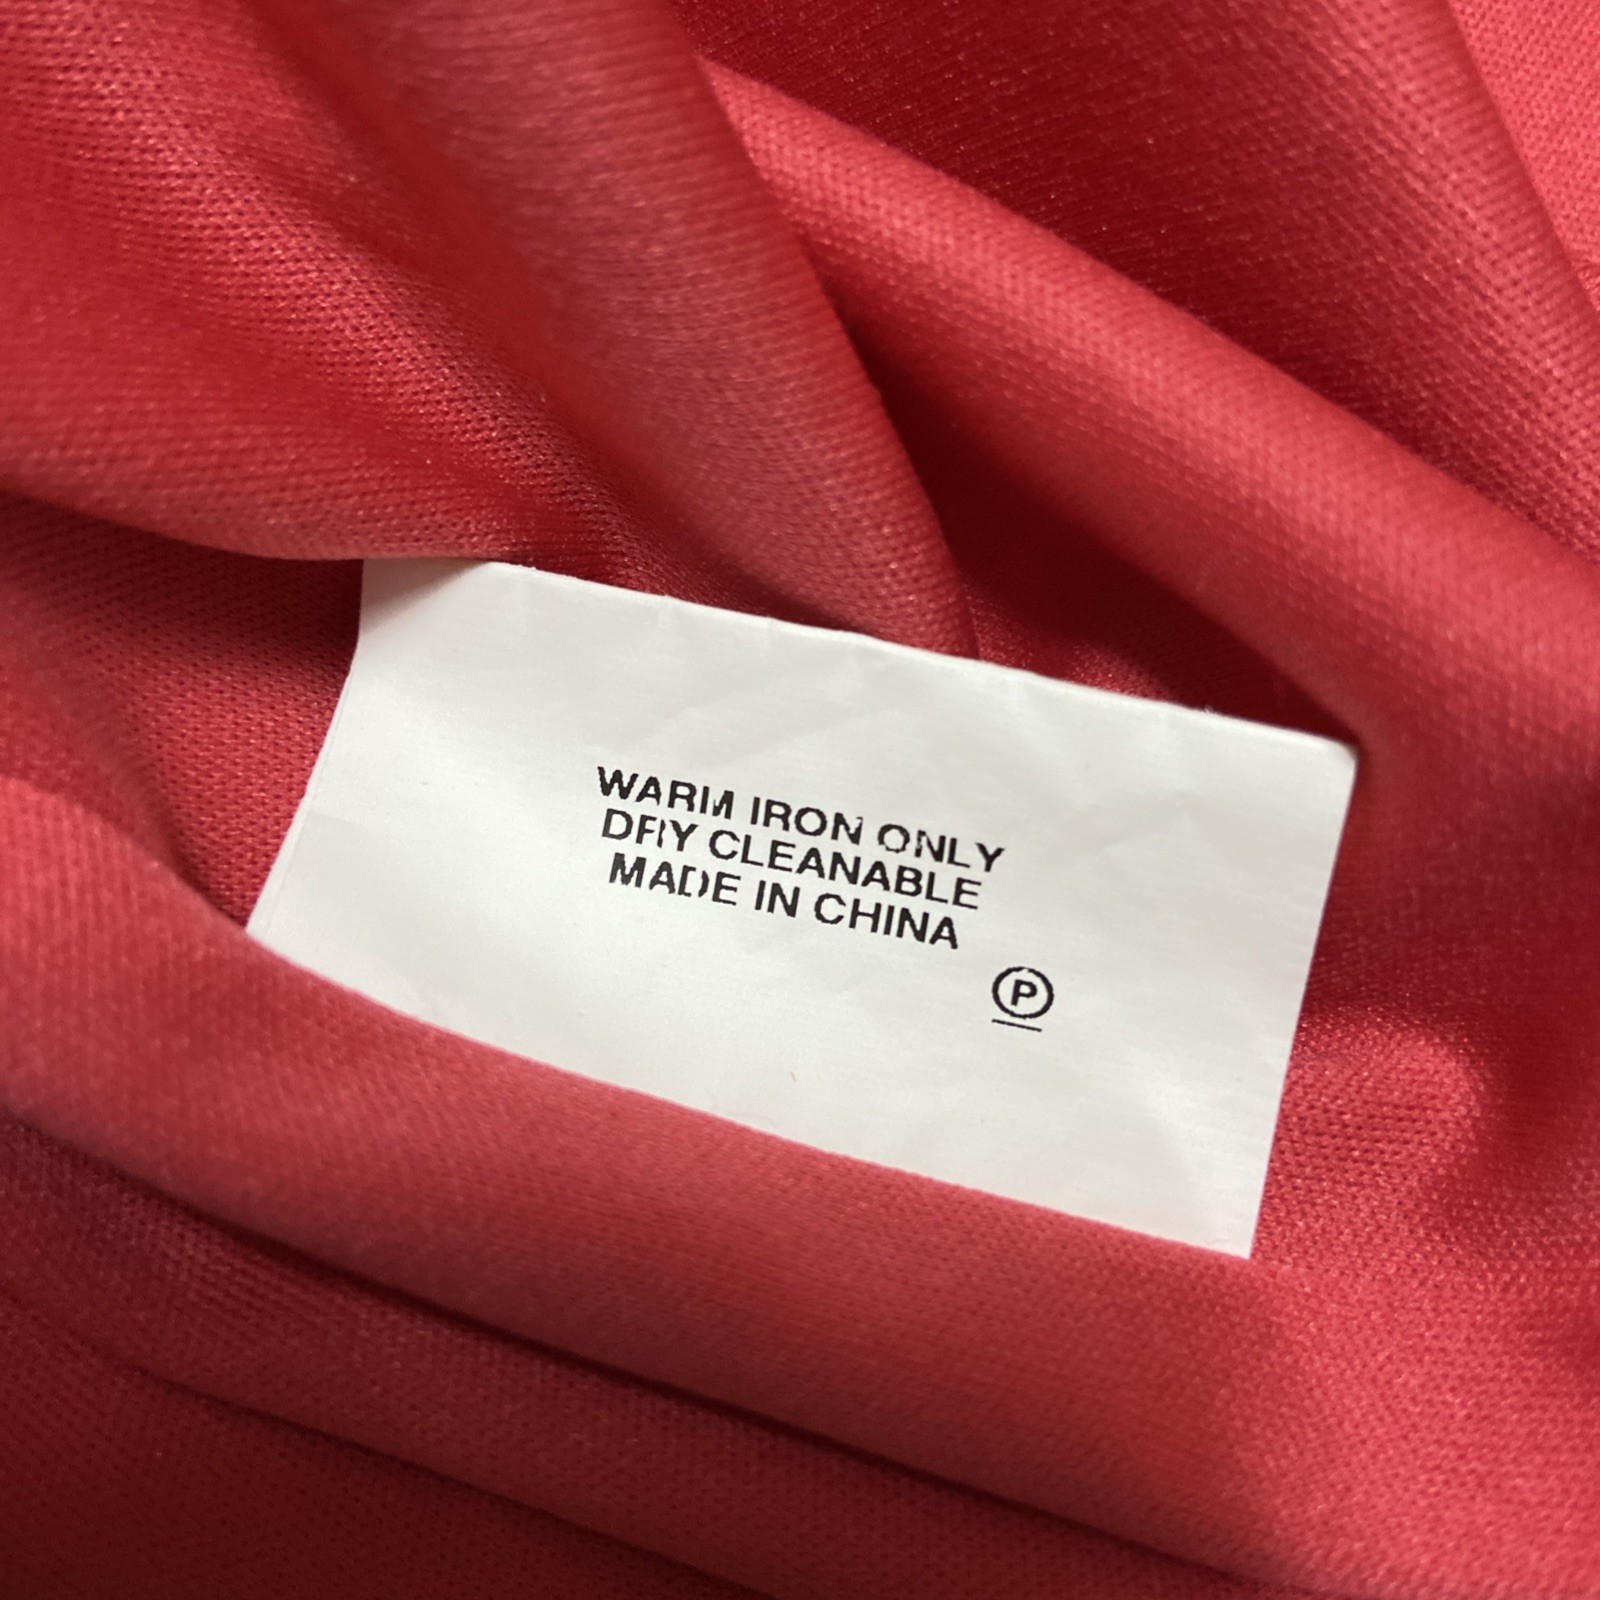 WARM IRON ONLY
DRY CLEANABLE
MADE IN CHINA
P